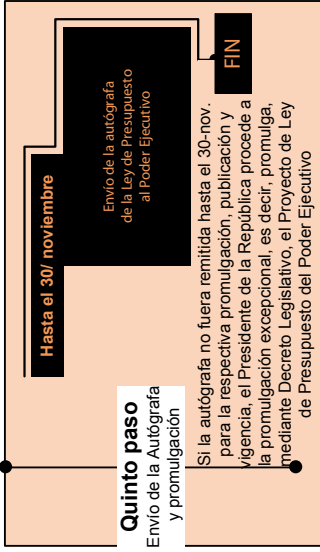 Quinto paso
Envío de la Autógrafa
y promulgación
Hasta el 30/ noviembre
Envío de la autógrafa
de la Ley de Presupuesto
al Poder Ejecutivo
FIN
Si la autógrafa no fuera remitida hasta el 30-nov.
para la respectiva promulgación, publicación y
vigencia, el Presidente de la República procede a
la promulgación excepcional, es decir, promulga,
mediante Decreto Legislativo, el Proyecto de Ley
de Presupuesto del Poder Ejecutivo